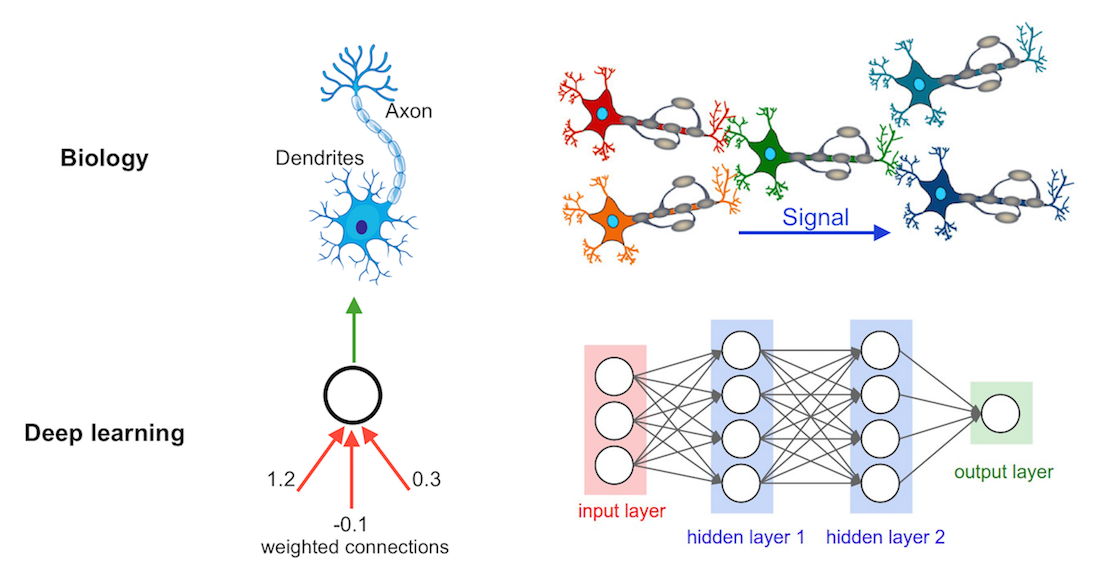 Biology
Axon
Dendrites
Signal
Deep learning
1.2
0.3
-0.1
weighted connections
input layer
hidden layer 1
hidden layer 2
output layer